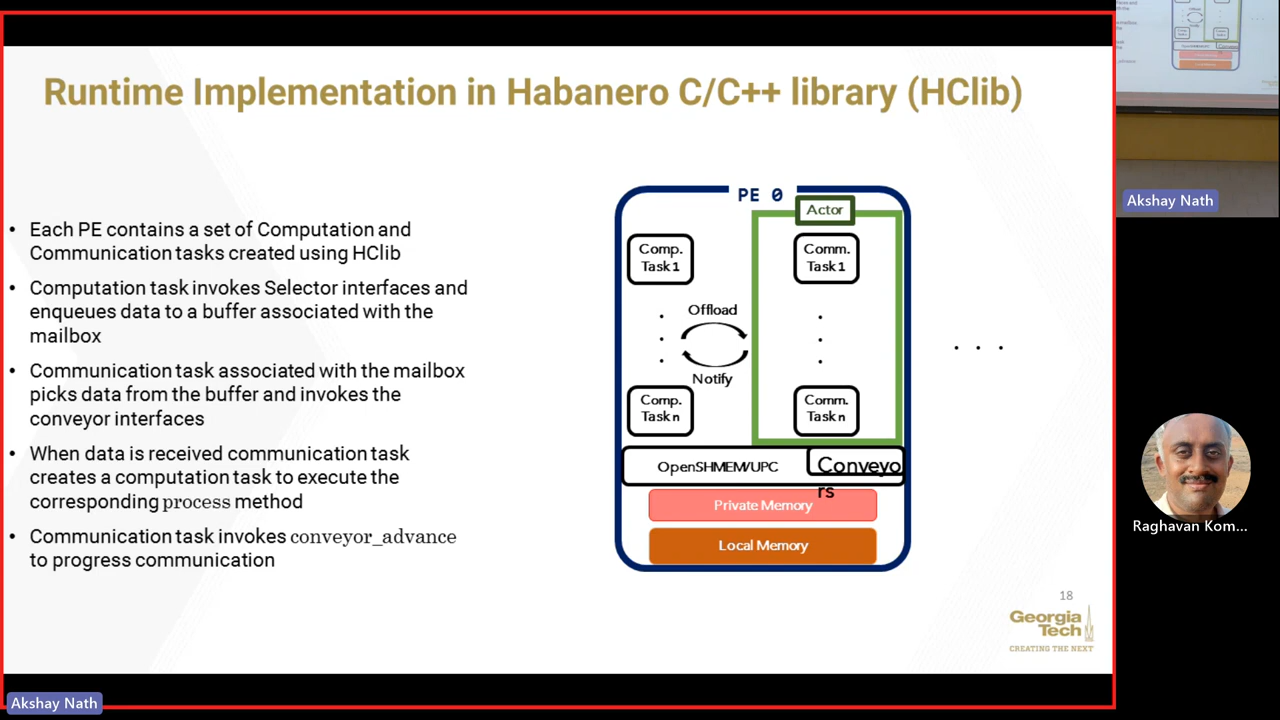 Runtime Implementation in Habanero C/C++ library (HClib)
• Each PE contains a set of Computation and
Communication tasks created using HClib
• Computation task invokes Selector interfaces and
enqueues data to a buffer associated with the
mailbox
• Communication task associated with the mailbox
picks data from the buffer and invokes the
conveyor interfaces
• When data is received communication task
creates a computation task to execute the
corresponding process method
• Communication task invokes conveyor_advance
to progress communication
PE 0
Actor
Comp.
Task1
Comm.
Task1
Offload
Notify
Comp.
Task n
Comm.
Task n
OpenSHMEM/UPC
Conveyo
rs
Private Memory
Local Memory
. . .
18
Georgia
Tech
CREATING THE NEXT
Akshay Nath
Akshay Nath
Raghavan Kom...